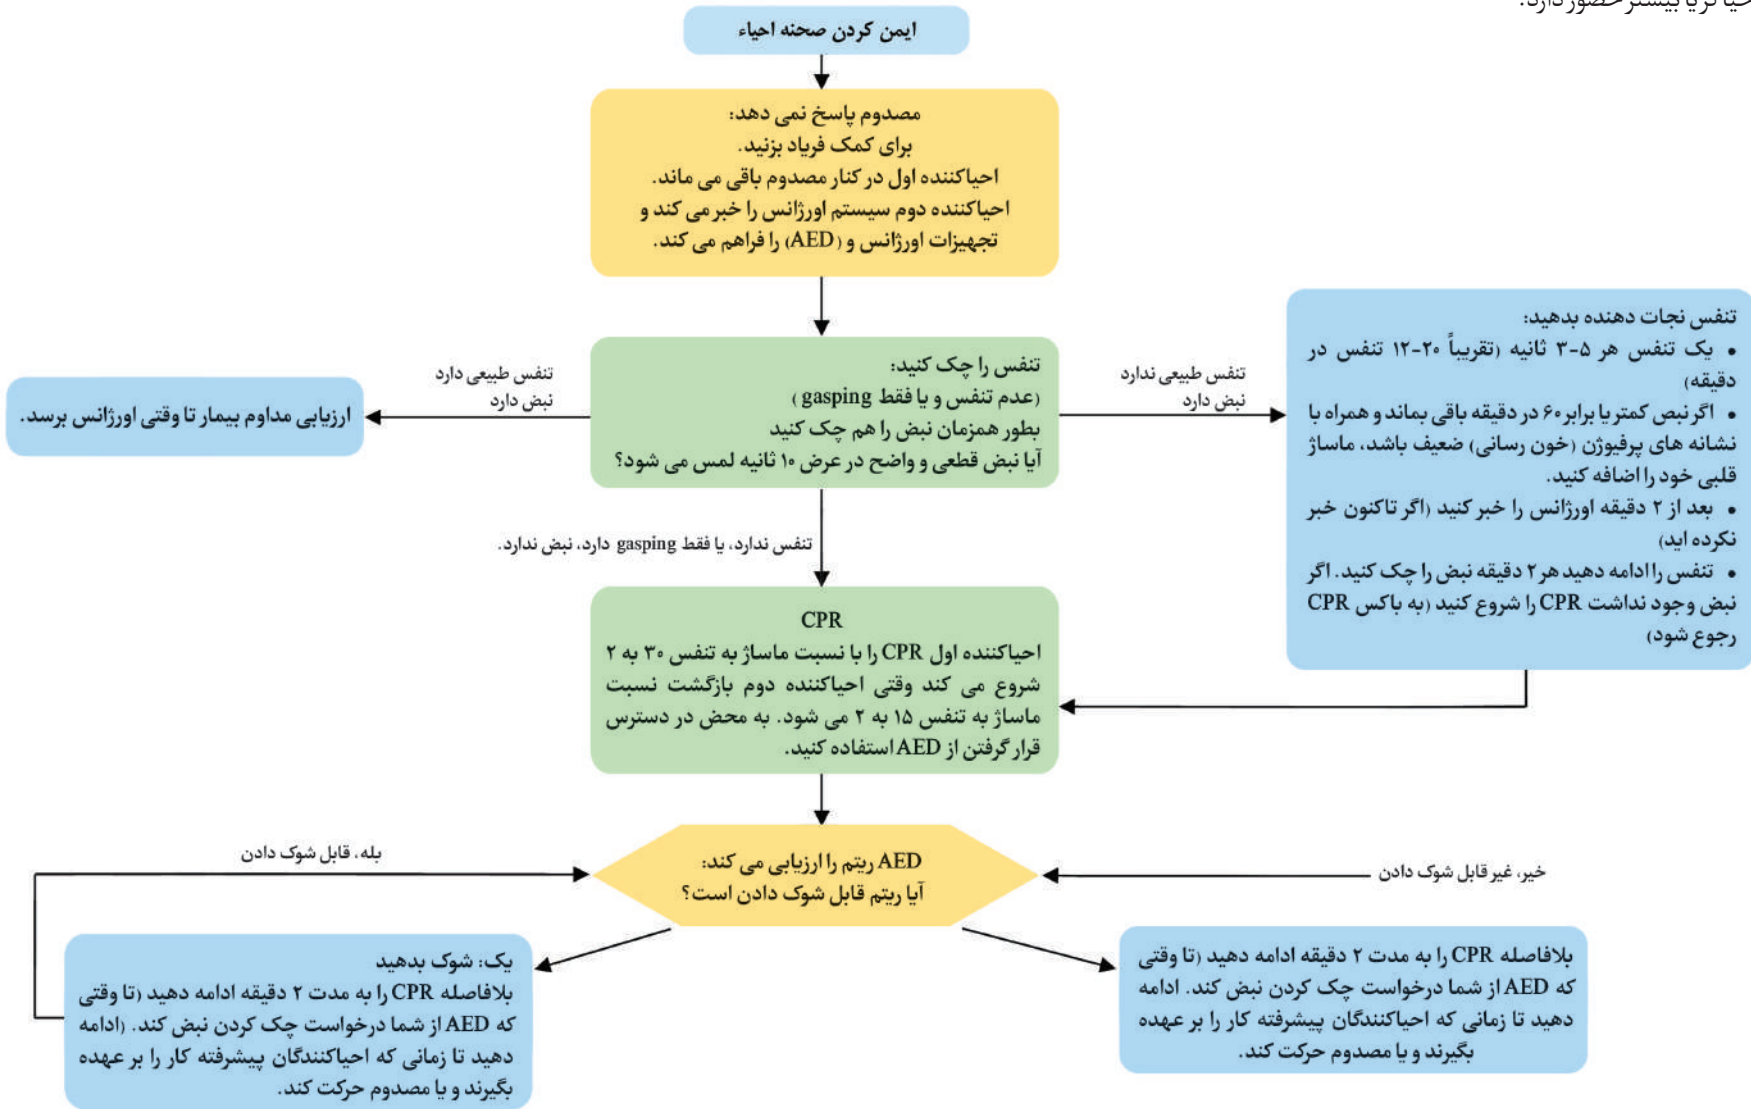 ایمن کردن صحنه احیاء
مصدوم پاسخ نمی دهد:
برای کمک فریاد بزنید.
احیاکننده اول در کنار مصدوم باقی می ماند.
احیاکننده دوم سیستم اورژانس را خبر می کند و
تجهیزات اورژانس و (AED) را فراهم می کند.
تنفس را چک کنید:
(عدم تنفس و یا فقط gasping)
بطور همزمان نبض را هم چک کنید
آیا نبض قطعی و واضح در عرض ۱۰ ثانیه لمس می شود؟
تنفس طبیعی ندارد
نبض دارد
تنفس نجات دهنده بدهید:
• یک تنفس هر ۵-۳ ثانیه (تقریباً ۲۰-۱۲ تنفس در
دقیقه)
• اگر نبض کمتر یا برابر ۶۰ در دقیقه باقی بماند و همراه با
نشانه های پرفیوژن (خون رسانی) ضعیف باشد، ماساژ
قلبی خود را اضافه کنید.
• بعد از ۲ دقیقه اورژانس را خبر کنید (اگر تاکنون خبر
نکرده اید)
• تنفس را ادامه دهید هر ۲ دقیقه نبض را چک کنید. اگر
نبض وجود نداشت CPR را شروع کنید (به باکس CPR
رجوع شود)
تنفس طبیعی دارد
نبض دارد
ارزیابی مداوم بیمار تا وقتی اورژانس برسد.
تنفس ندارد، یا فقط gasping دارد، نبض ندارد.
CPR
احیاکننده اول CPR را با نسبت ماساژ به تنفس ۳۰ به ۲
شروع می کند وقتی احیاکننده دوم بازگشت نسبت
ماساژ به تنفس ۱۵ به ۲ می شود. به محض در دسترس
قرار گرفتن از AED استفاده کنید.
AED ریتم را ارزیابی می کند:
آیا ریتم قابل شوک دادن است؟
خیر، غیر قابل شوک دادن
بله، قابل شوک دادن
بلافاصله CPR را به مدت ۲ دقیقه ادامه دهید (تا وقتی
که AED از شما درخواست چک کردن نبض کند. ادامه
دهید تا زمانی که احیاکنندگان پیشرفته کار را بر عهده
بگیرند و یا مصدوم حرکت کند.
یک: شوک بدهید
بلافاصله CPR را به مدت ۲ دقیقه ادامه دهید (تا وقتی
که AED از شما درخواست چک کردن نبض کند. (ادامه
دهید تا زمانی که احیاکنندگان پیشرفته کار را بر عهده
بگیرند و یا مصدوم حرکت کند.